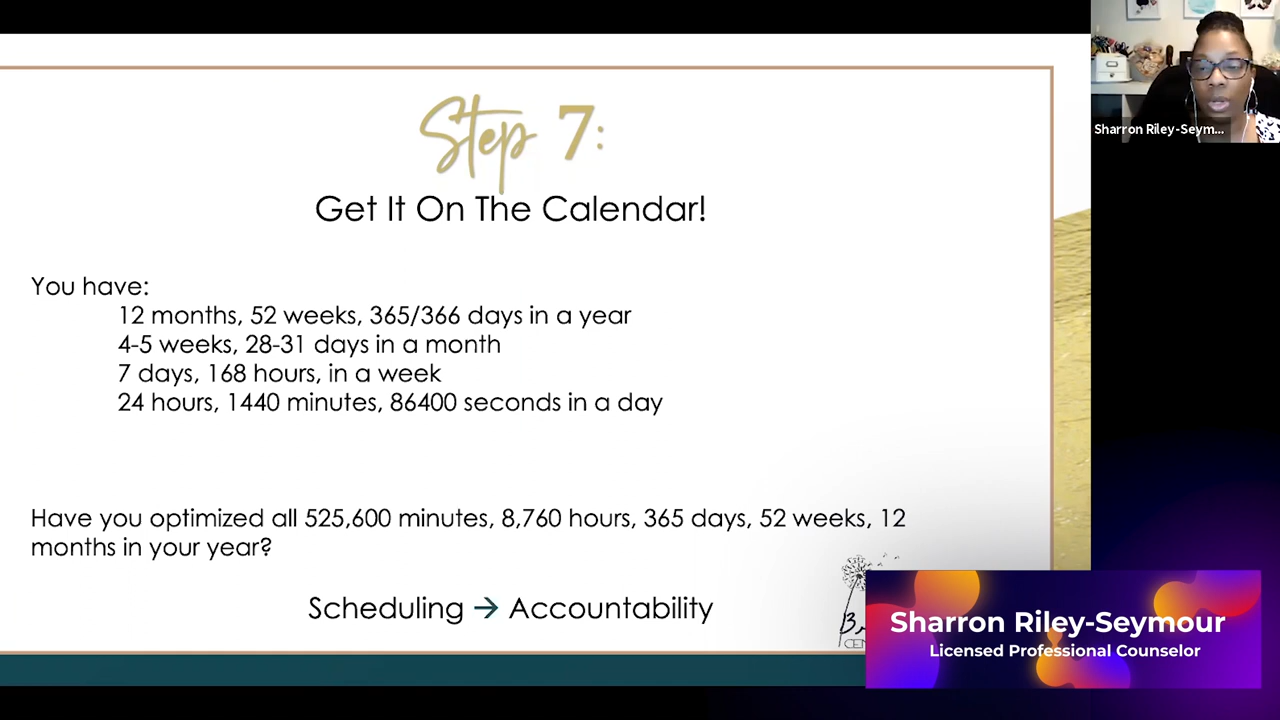 Step 7:
Get It On The Calendar!
You have:
12 months, 52 weeks, 365/366 days in a year
4-5 weeks, 28-31 days in a month
7 days, 168 hours, in a week
24 hours, 1440 minutes, 86400 seconds in a day
Have you optimized all 525,600 minutes, 8,760 hours, 365 days, 52 weeks, 12
months in your year?
Scheduling → Accountability
Sharron Riley-Seym...
Sharron Riley-Seymour
Licensed Professional Counselor